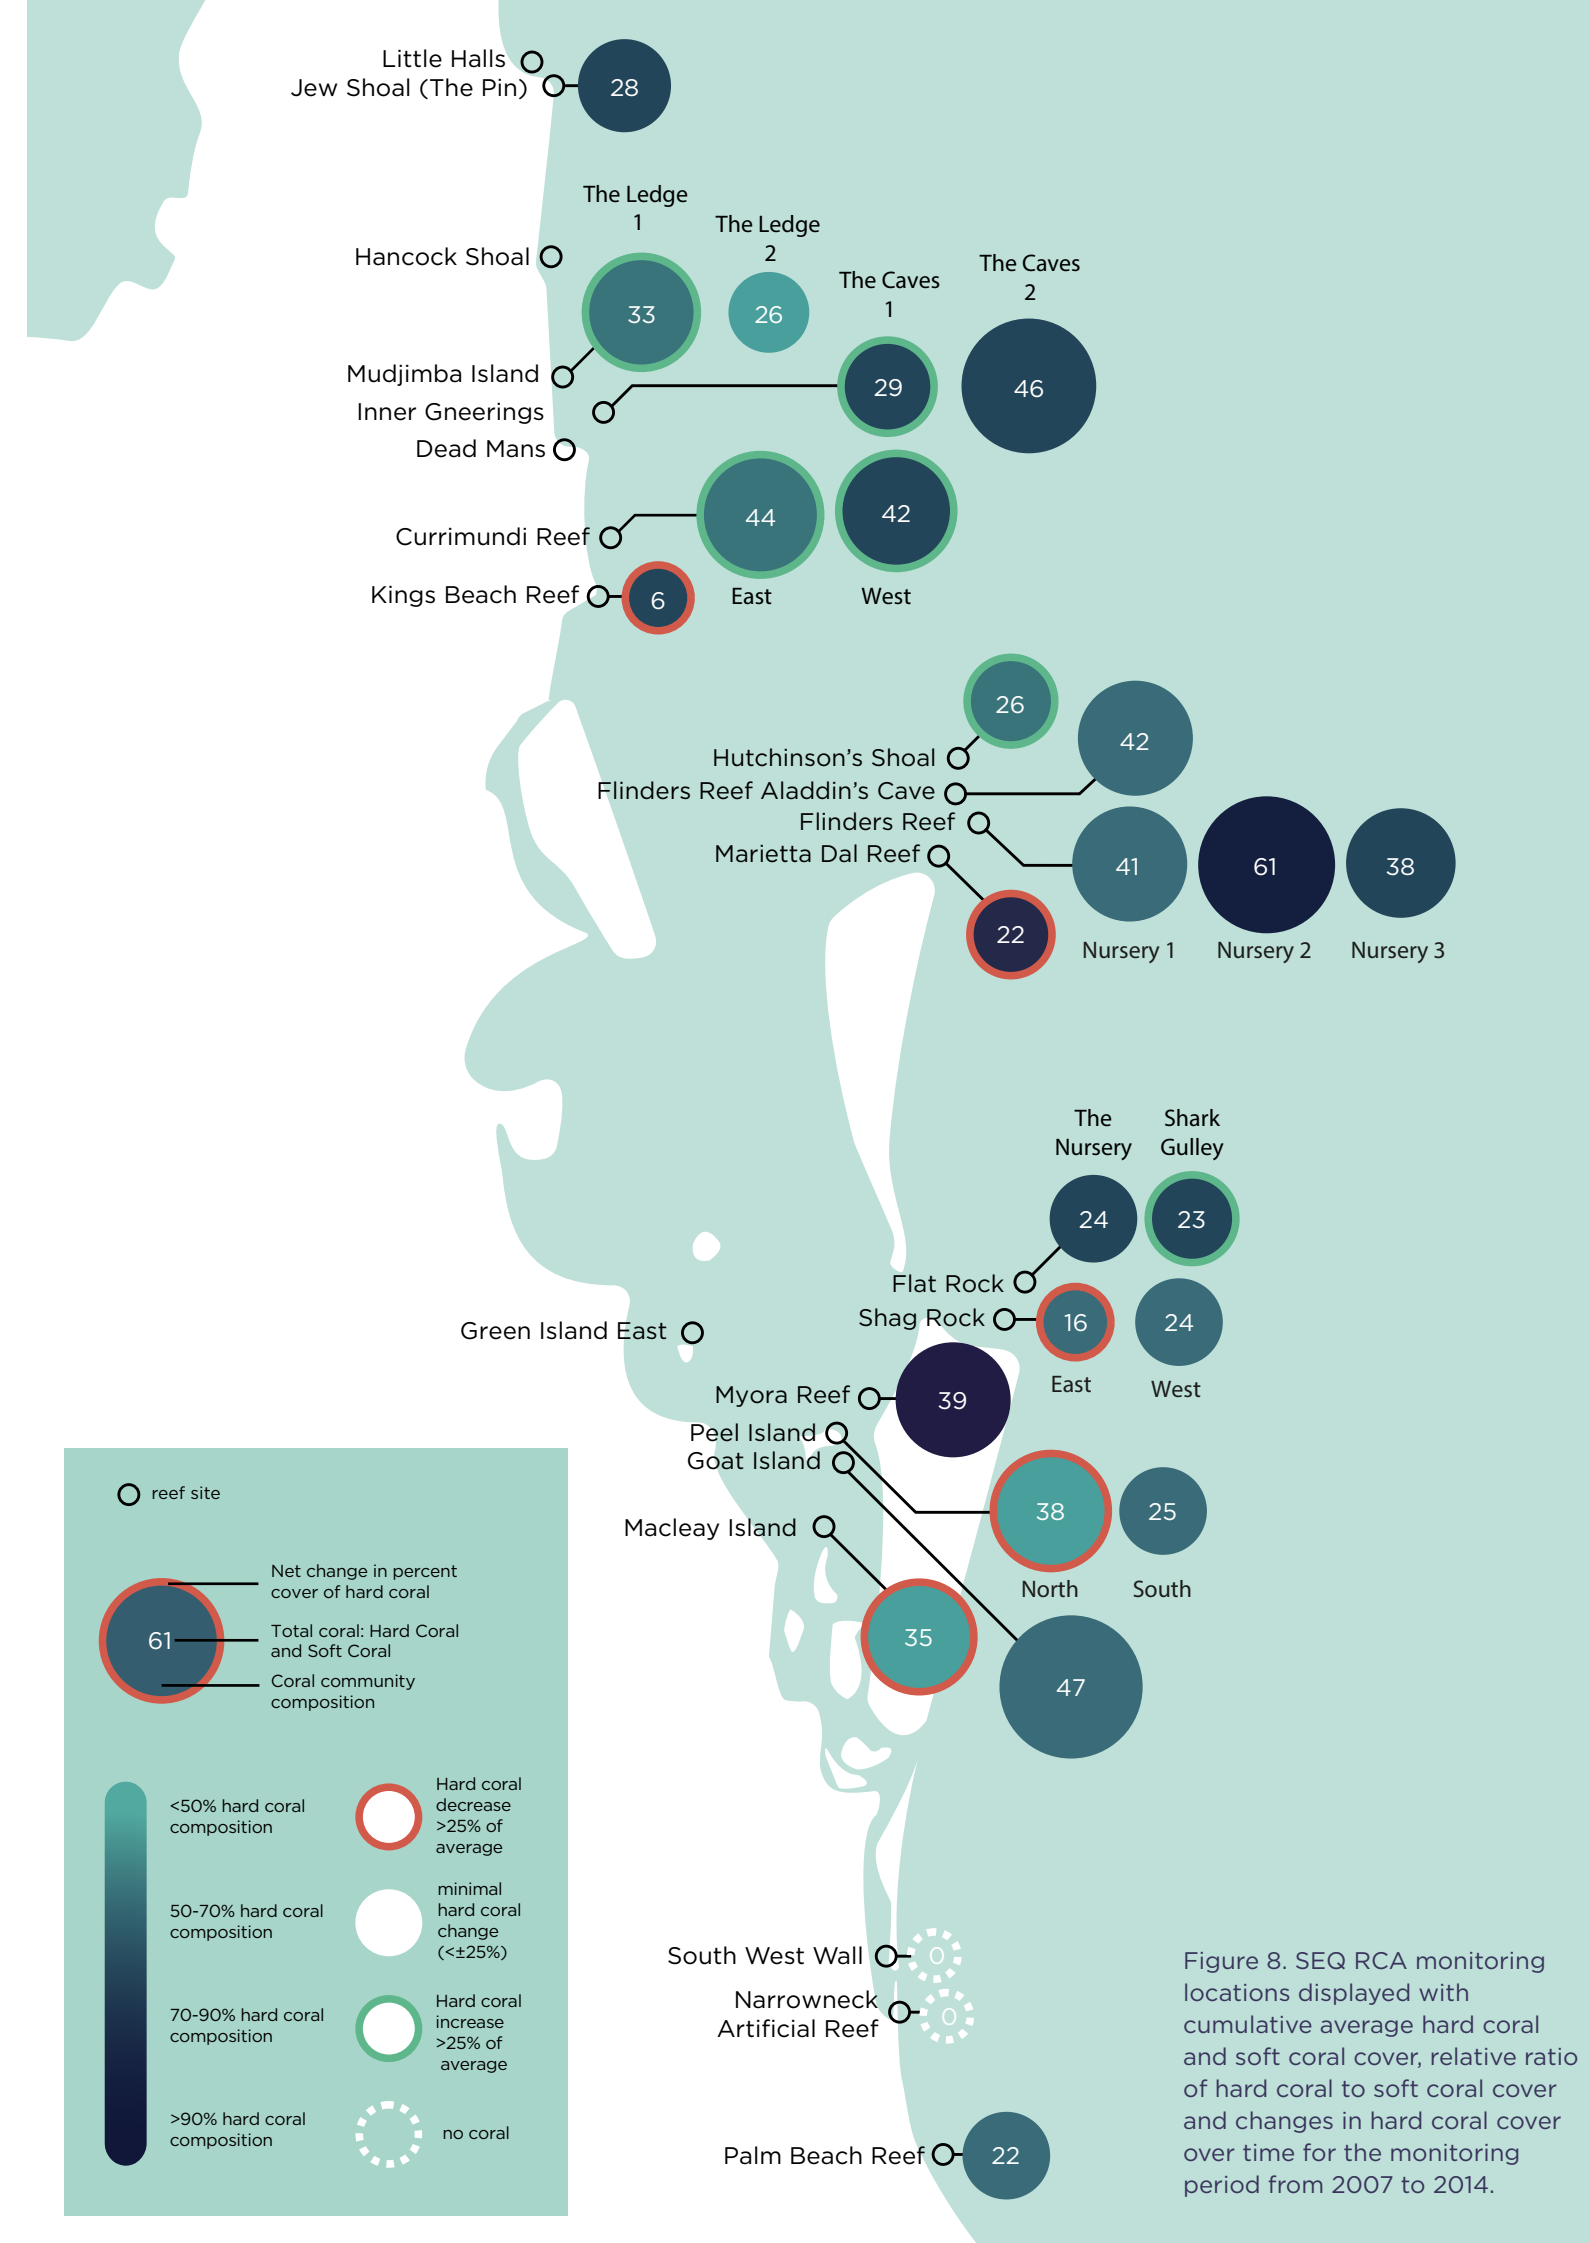 Little Halls
Jew Shoal (The Pin)
28
The Ledge
1
The Ledge
2
The Caves
1
The Caves
2
Hancock Shoal
33
26
29
46
Mudjimba Island
Inner Gneerings
Dead Mans
44
42
Currimundi Reef
Kings Beach Reef
6
East
West
26
42
Hutchinson's Shoal
Flinders Reef Aladdin's Cave
Flinders Reef
Marietta Dal Reef
41
61
38
22
Nursery 1
Nursery 2
Nursery 3
The
Nursery
Shark
Gulley
24
23
Flat Rock
Shag Rock
16
24
East
West
Green Island East
Myora Reef
39
Peel Island
Goat Island
38
25
Macleay Island
North
South
35
47
reef site
Net change in percent
cover of hard coral
61
Total coral: Hard Coral
and Soft Coral
Coral community
composition
<50% hard coral
composition
50-70% hard coral
composition
70-90% hard coral
composition
>90% hard coral
composition
Hard coral
decrease
>25% of
average
minimal
hard coral
change
(<±25%)
Hard coral
increase
>25% of
average
no coral
South West Wall
0
Narrowneck
Artificial Reef
0
Palm Beach Reef
22
Figure 8. SEQ RCA monitoring
locations displayed with
cumulative average hard coral
and soft coral cover, relative ratio
of hard coral to soft coral cover
and changes in hard coral cover
over time for the monitoring
period from 2007 to 2014.